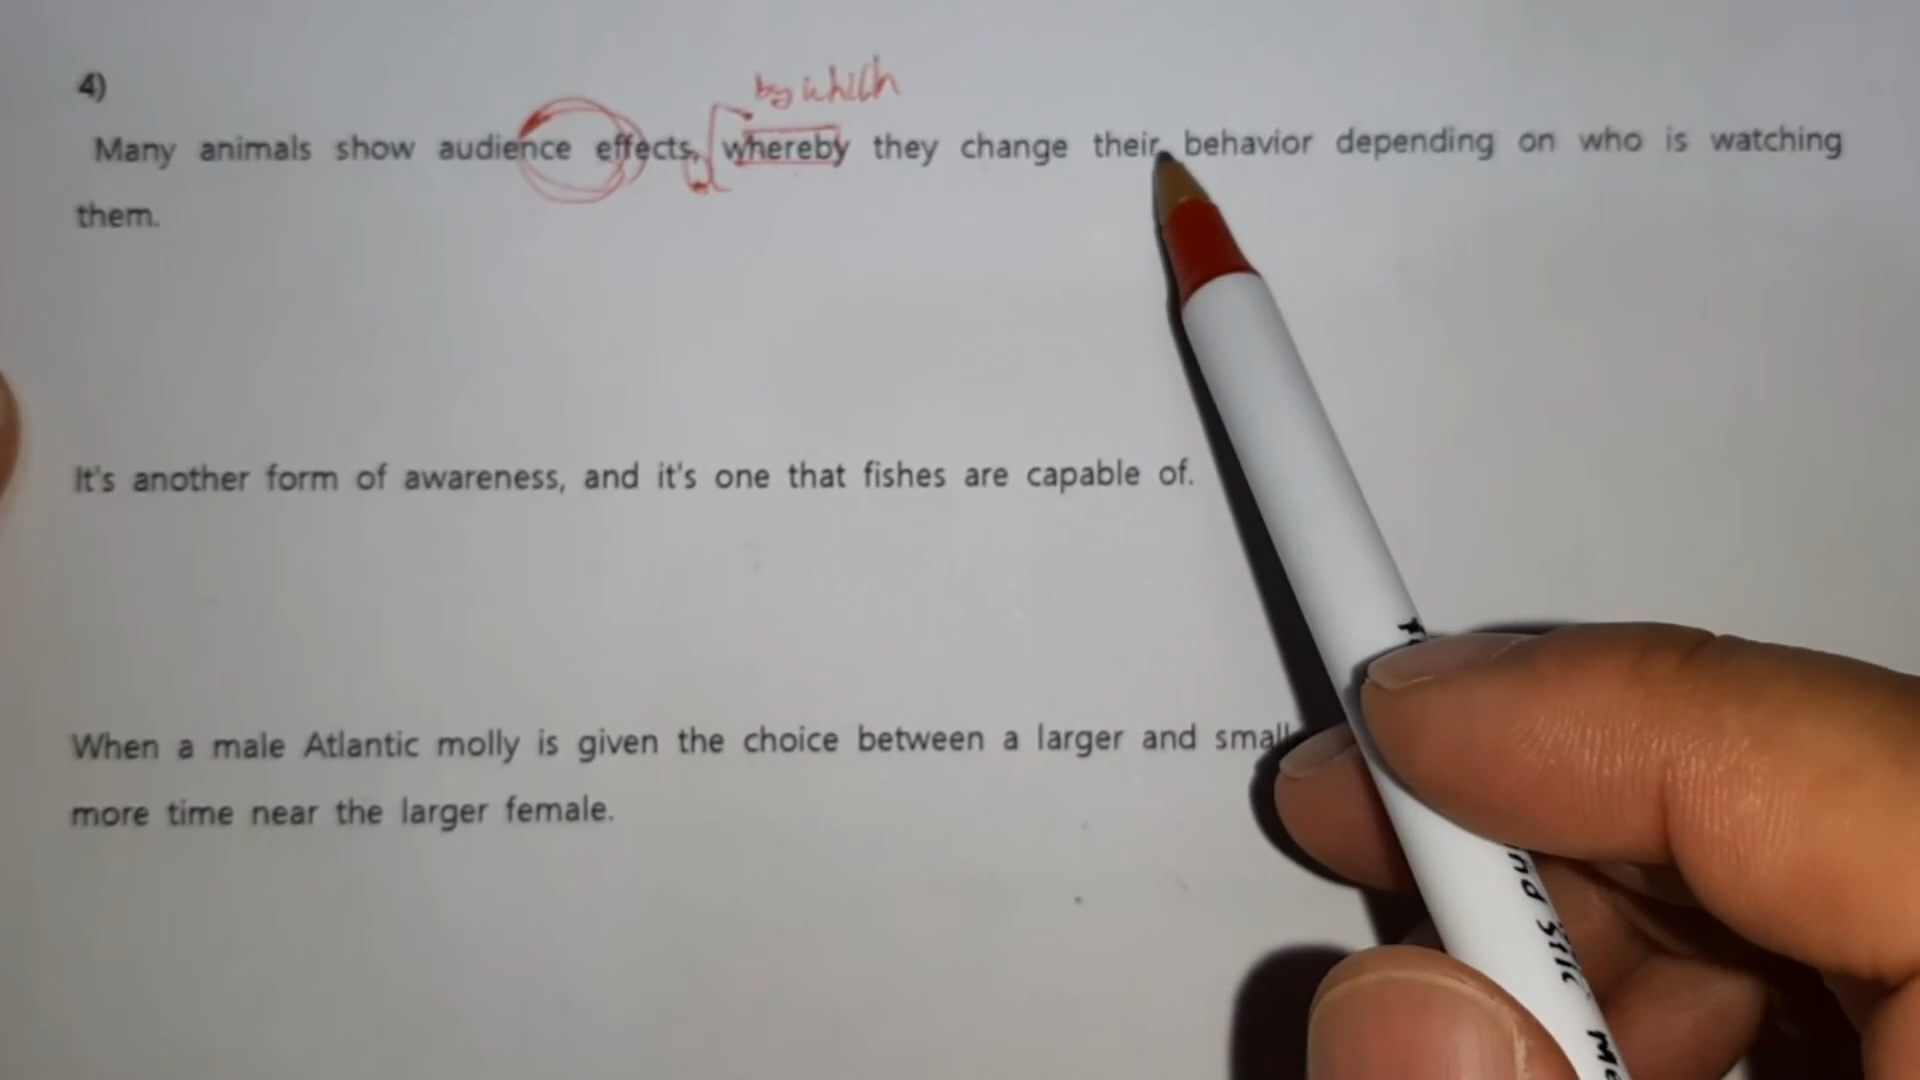 4)
by which
Many animals show audience effects, whereby they change their behavior depending on who is watching
them.
It's another form of awareness, and it's one that fishes are capable of.
When a male Atlantic molly is given the choice between a larger and small
more time near the larger female.